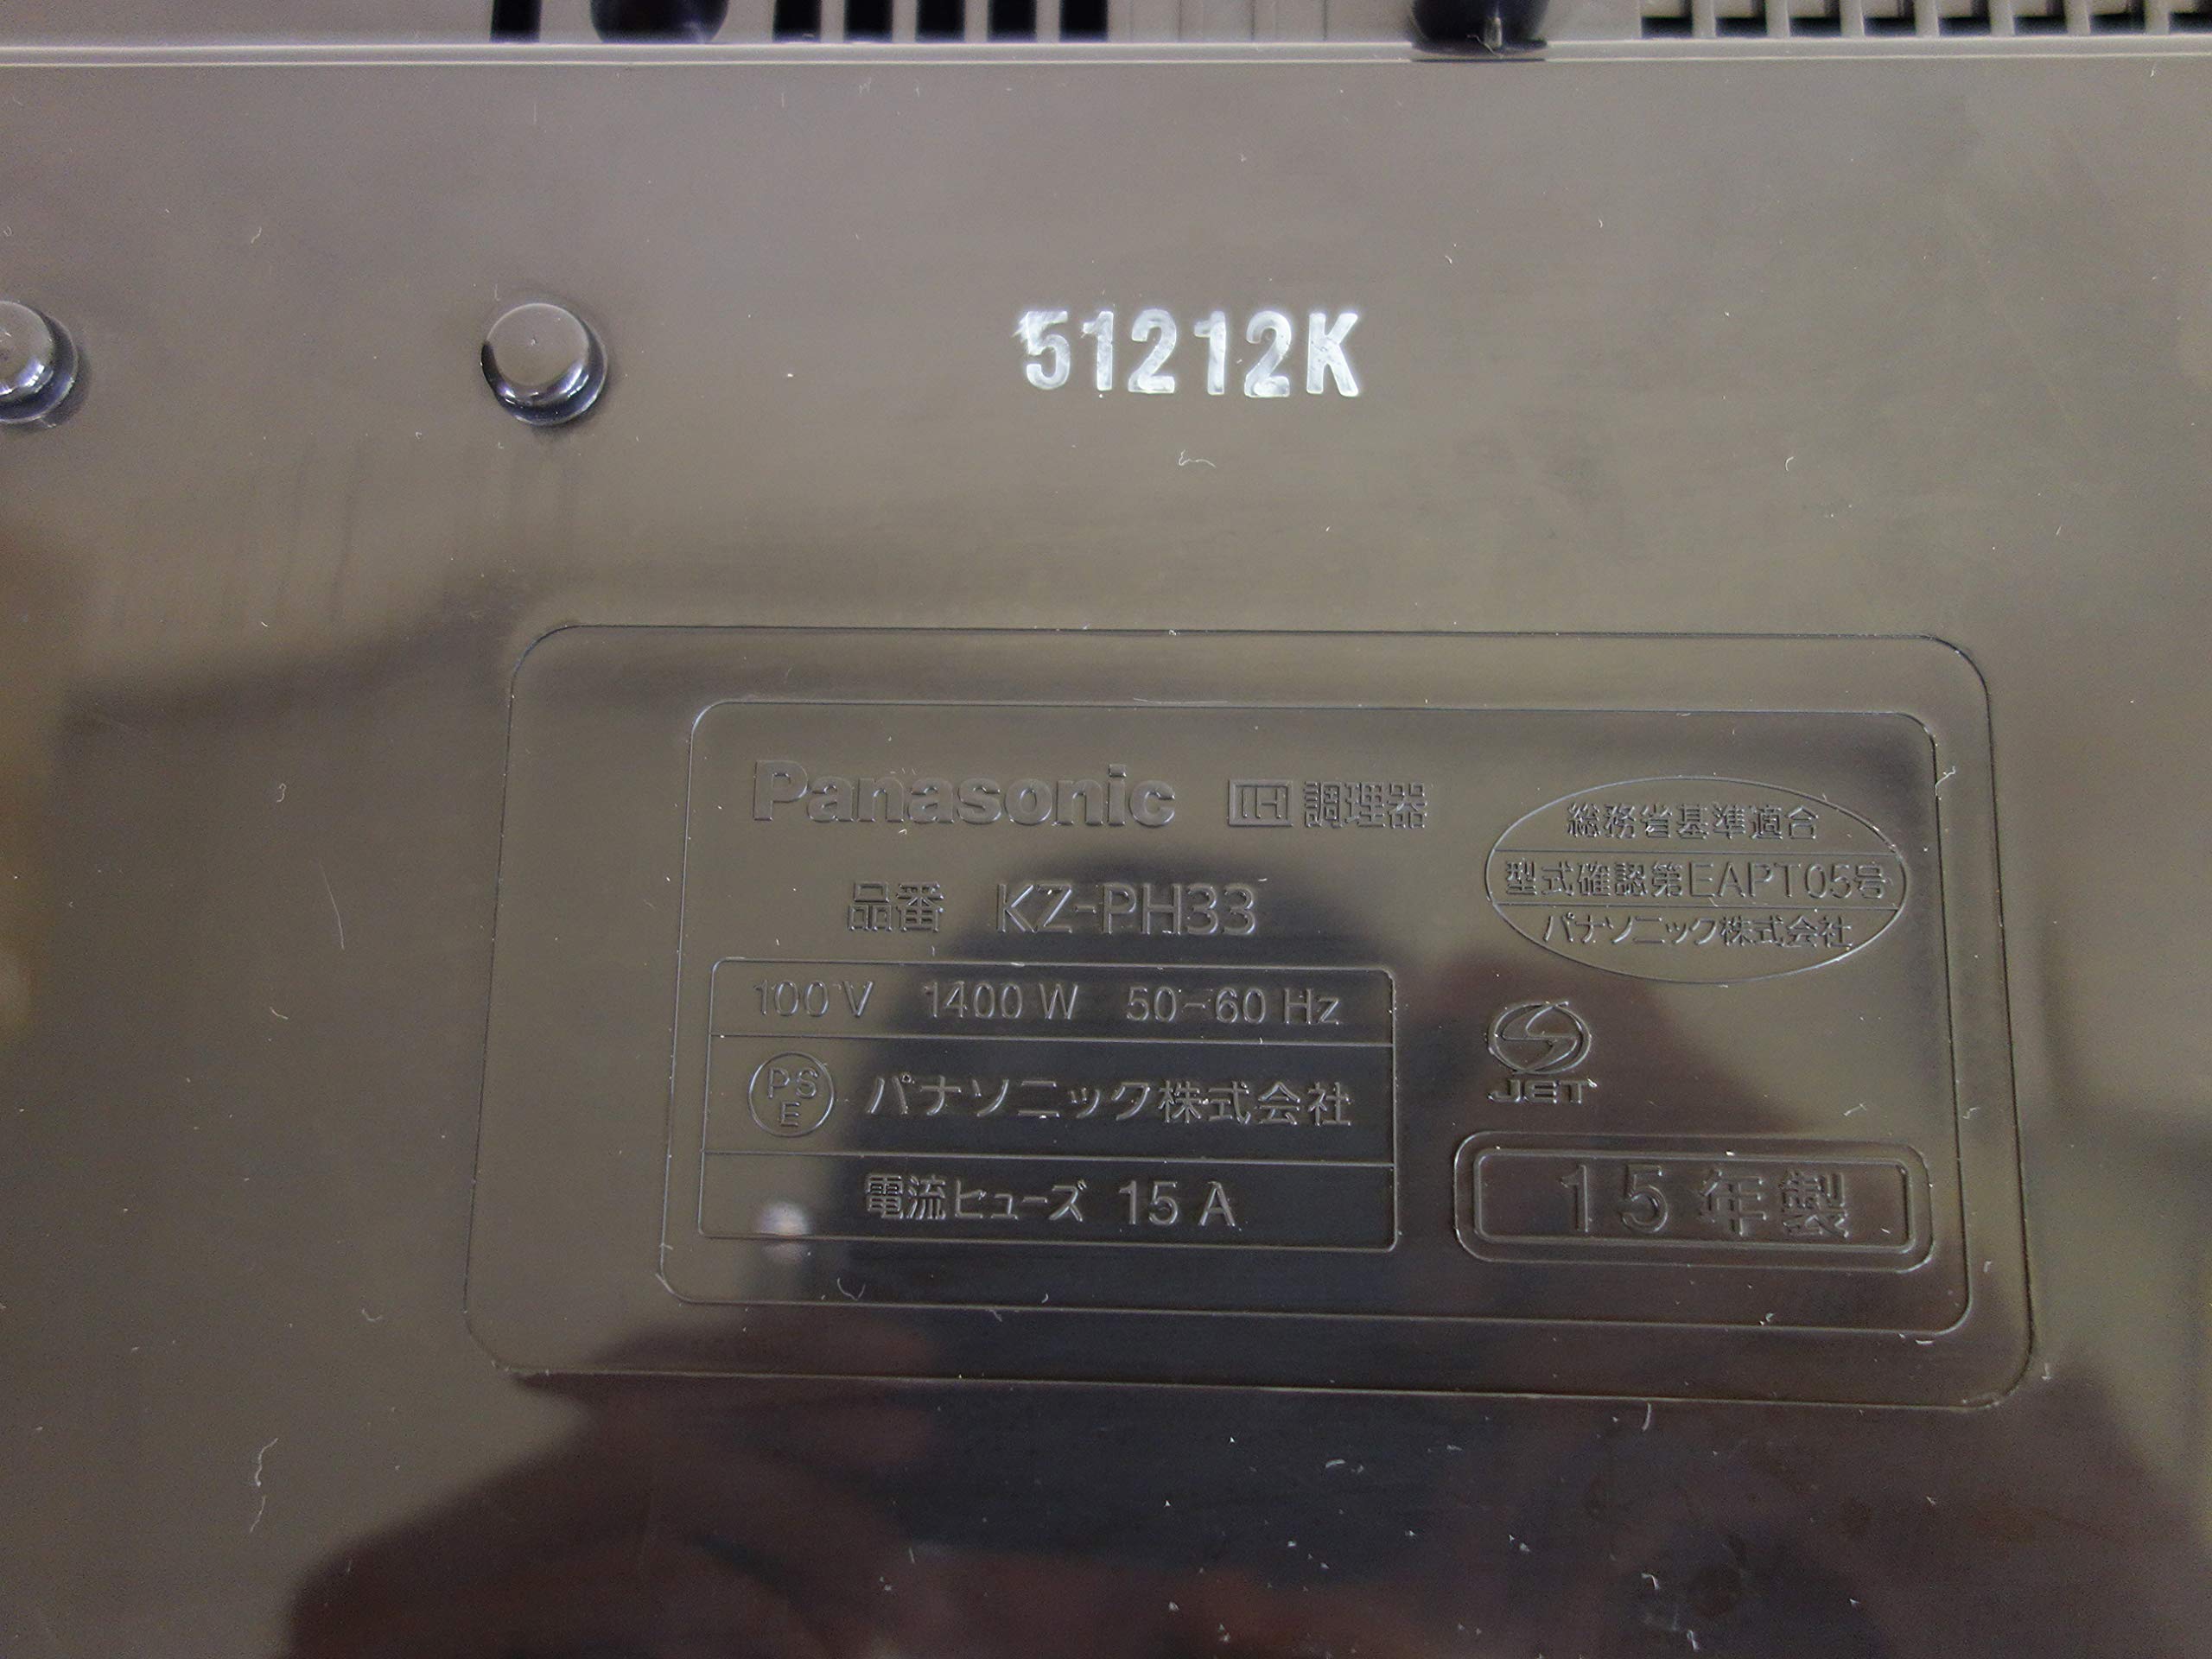 51212K
Panasonic IH調理器
品番 KZ-PH33
総務省基準適合
型式確認第EAPT05号
パナソニック株式会社
100 V 1400 W 50-60 Hz
PS
E
パナソニック株式会社
電流ヒューズ 15 A
JET
15年製